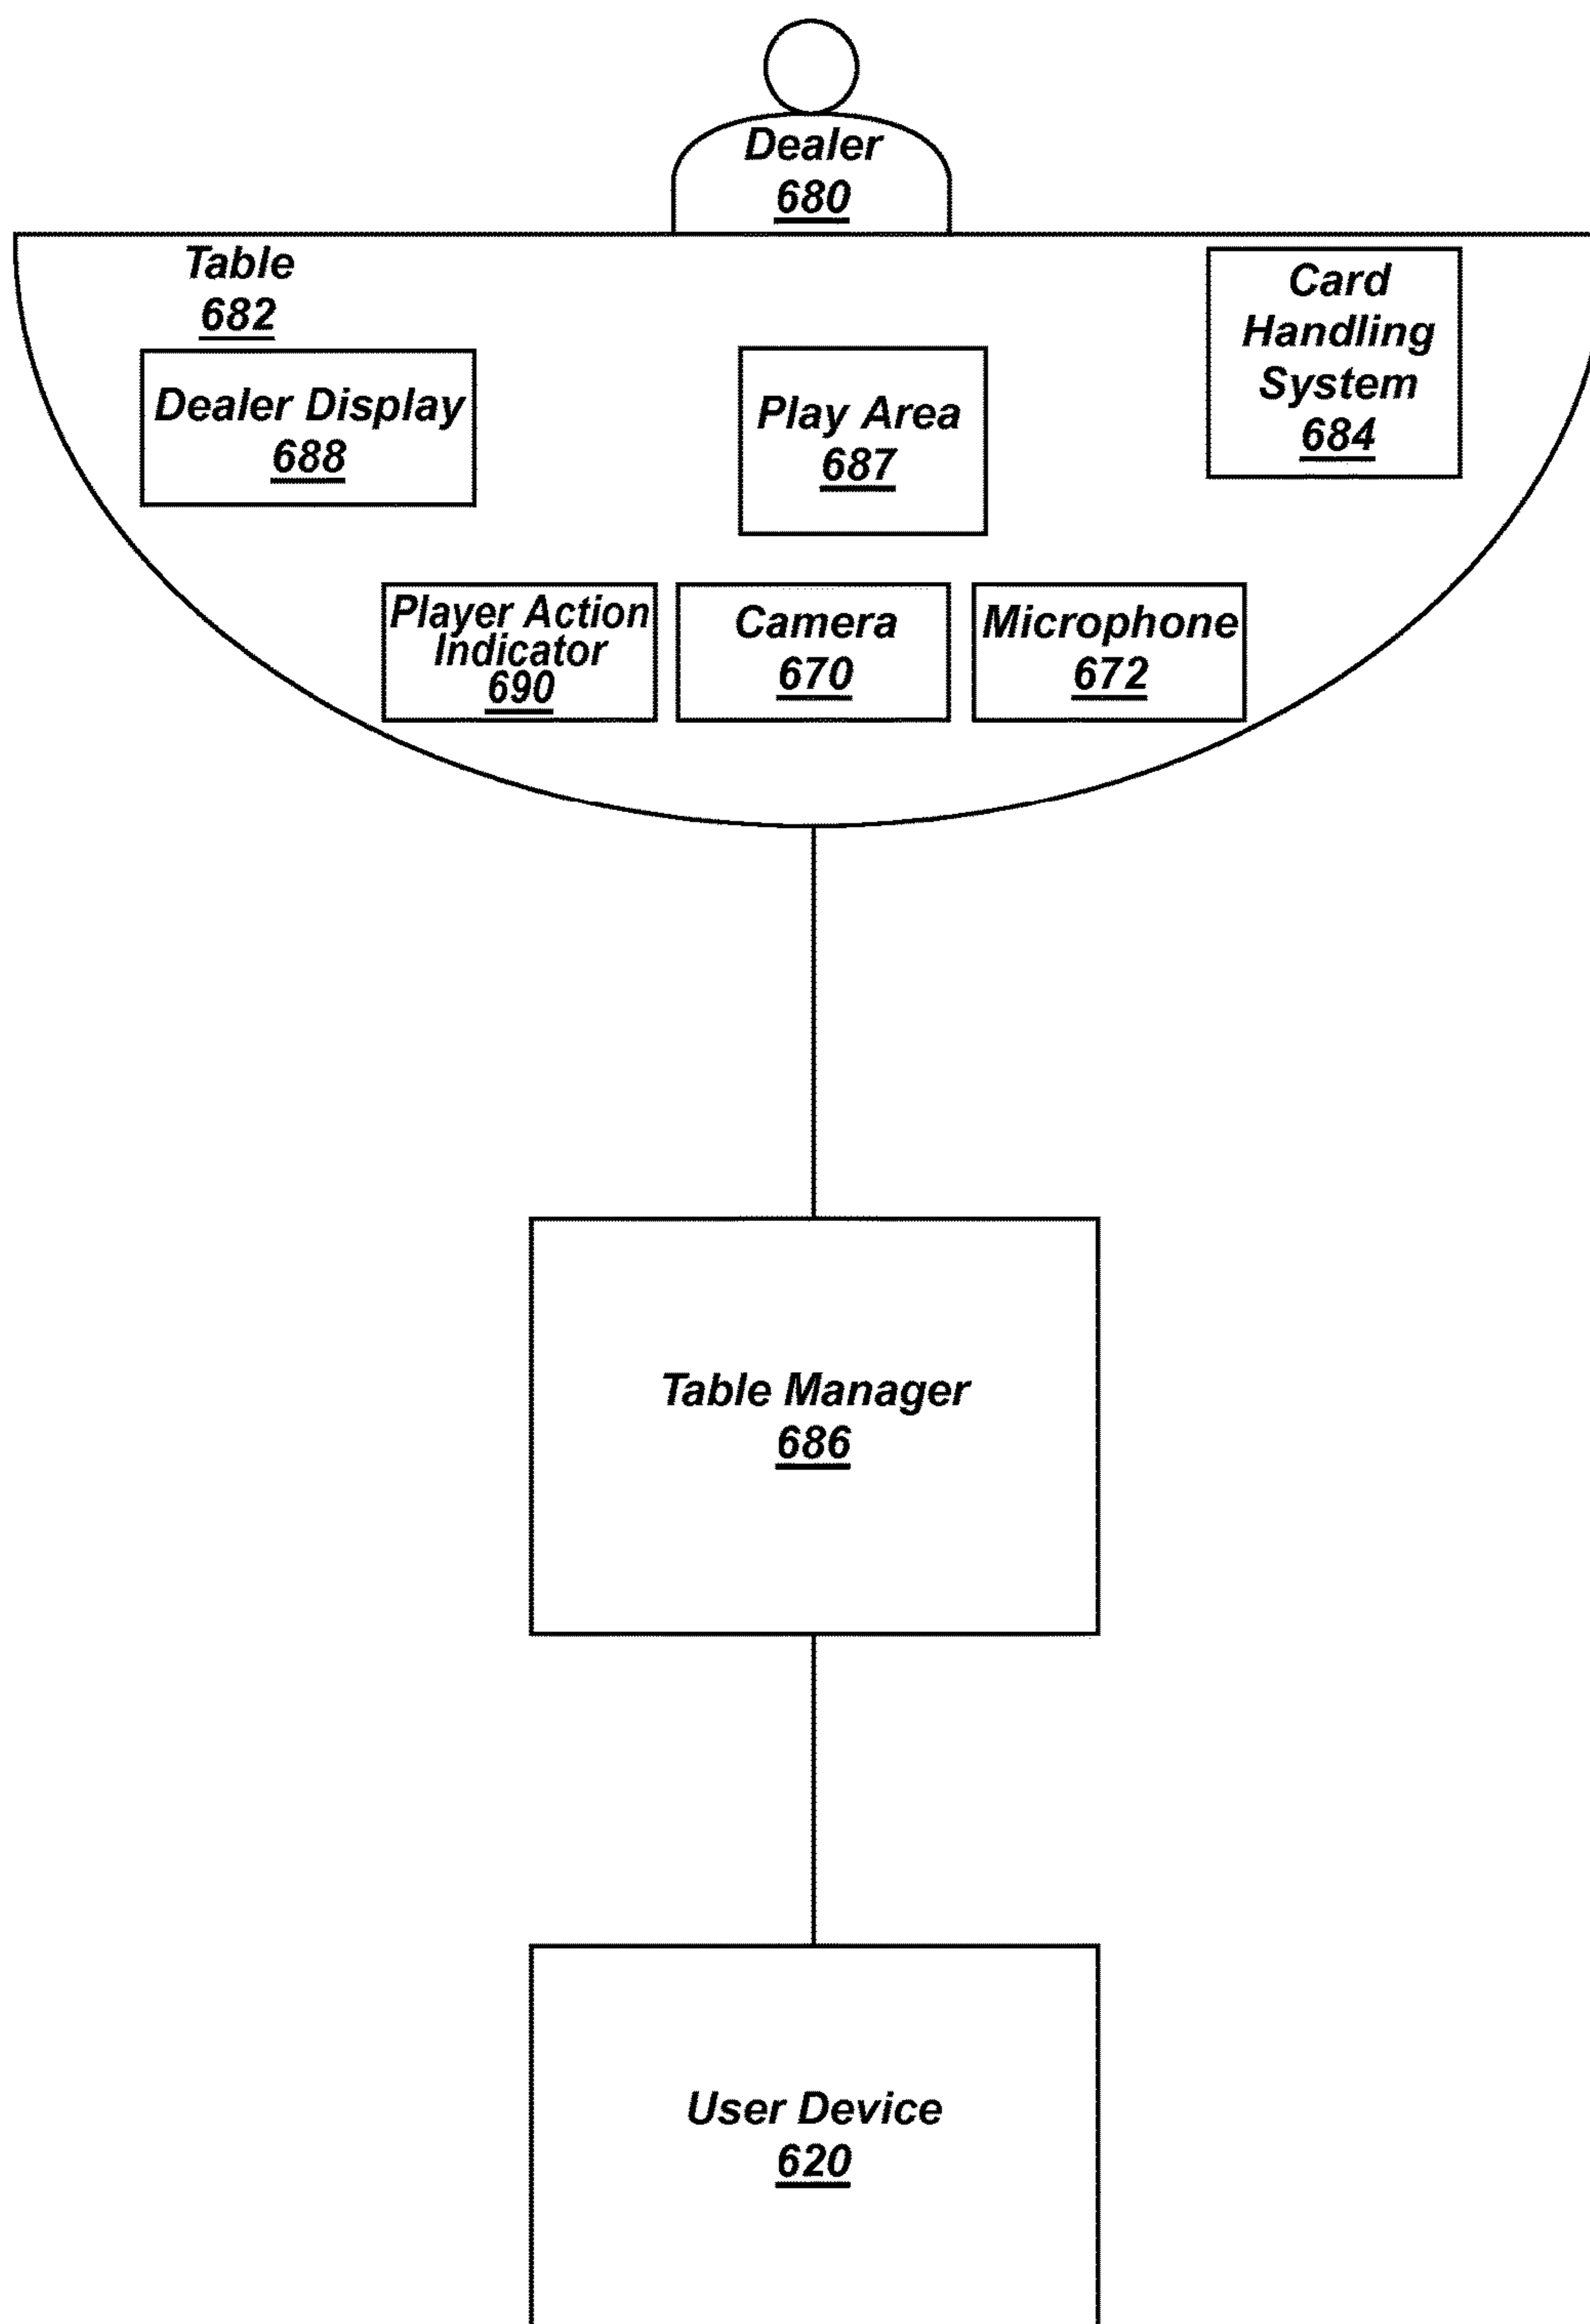 Dealer
680
Table
682
Card
Handling
System
684
Dealer Display
688
Play Area
687
Player Action
Indicator
690
Camera
670
Microphone
672
Table Manager
686
User Device
620